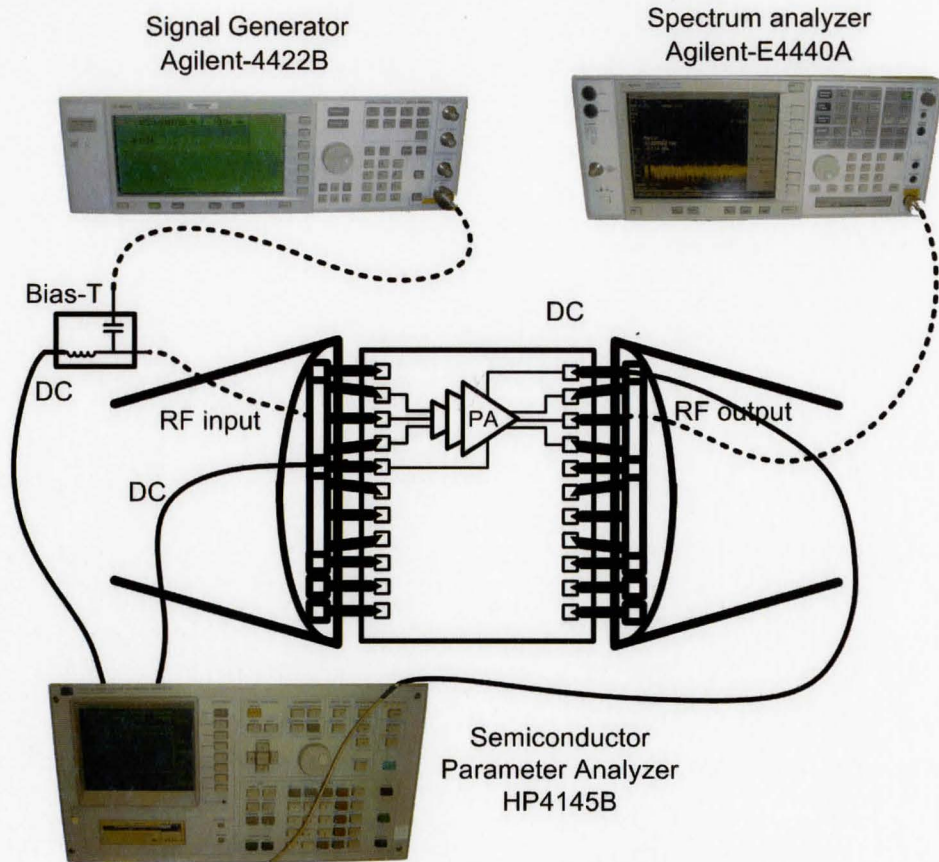 Signal Generator
Agilent-4422B
Spectrum analyzer
Agilent-E4440A
Bias-T
DC
DC
RF input
PA
RF output
DC
Semiconductor
Parameter Analyzer
HP4145B